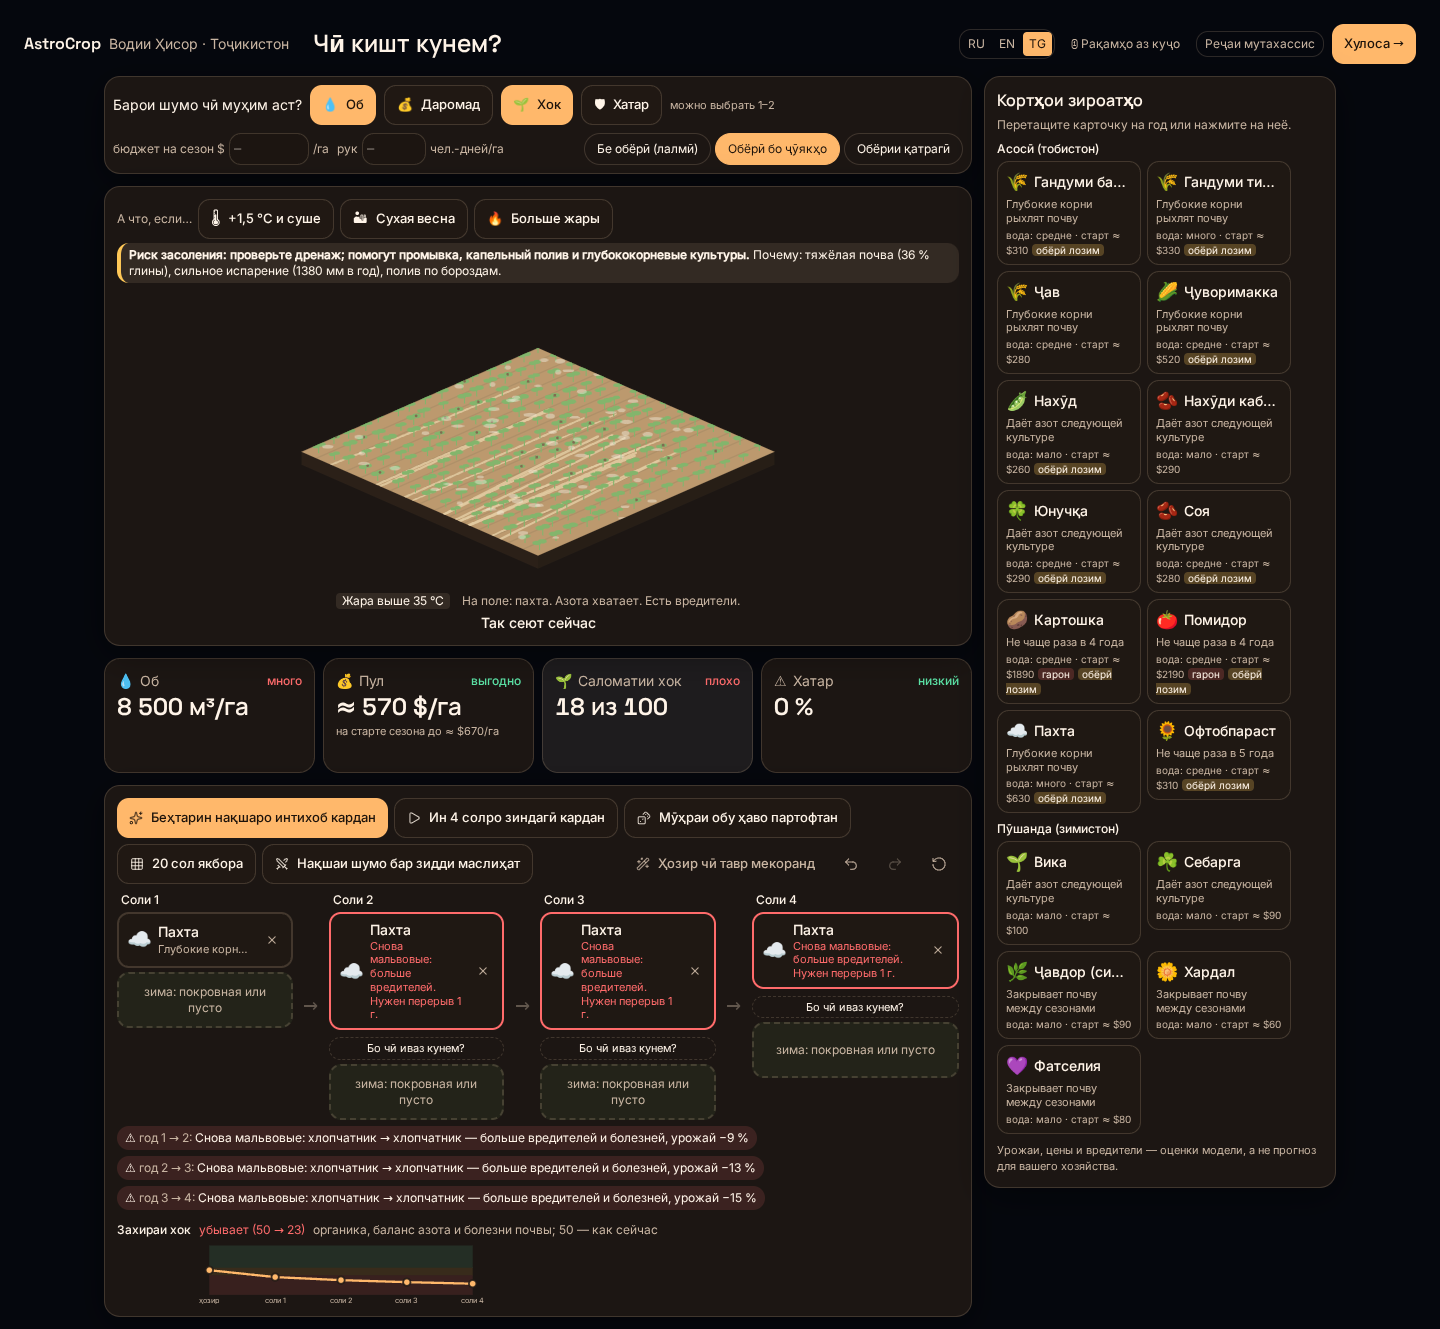 AstroCrop Водии Ҳисор · Тоҷикистон Чӣ кишт кунем? RU EN TG Рақамҳо аз куҷо Реҷаи мутахассис Хулоса →
Барои шумо чӣ муҳим аст? Об Даромад Хок Хатар можно выбрать 1–2
бюджет на сезон $ – /га рук – чел.-дней/га Бе обёрӣ (лалмӣ) Обёрӣ бо ҷӯякҳо Обёрии қатрагӣ
А что, если... +1,5 °C и суше Сухая весна Больше жары
Риск засоления: проверьте дренаж; помогут промывка, капельный полив и глубококорневые культуры. Почему: тяжёлая почва (36 %
глины), сильное испарение (1380 мм в год), полив по бороздам.
Жара выше 35 °C На поле: пахта. Азота хватает. Есть вредители.
Так сеют сейчас
Об много
8 500 м³/га
Пул выгодно
≈ 570 $/га
на старте сезона до ≈ $670/га
Саломатии хок плохо
18 из 100
Хатар низкий
0 %
Беҳтарин нақшаро интихоб кардан Ин 4 солро зиндагӣ кардан Мӯҳраи обу ҳаво партофтан
20 сол якбора Нақшаи шумо бар зидди маслиҳат Ҳозир чӣ тавр мекоранд
Соли 1
Пахта
Глубокие корн...
зима: покровная или
пусто
→
Соли 2
Пахта
Снова
мальвовые:
больше
вредителей.
Нужен перерыв 1
г.
Бо чӣ иваз кунем?
зима: покровная или
пусто
→
Соли 3
Пахта
Снова
мальвовые:
больше
вредителей.
Нужен перерыв 1
г.
Бо чӣ иваз кунем?
зима: покровная или
пусто
→
Соли 4
Пахта
Снова мальвовые:
больше вредителей.
Нужен перерыв 1 г.
Бо чӣ иваз кунем?
зима: покровная или пусто
⚠ год 1 → 2: Снова мальвовые: хлопчатник → хлопчатник — больше вредителей и болезней, урожай −9 %
⚠ год 2 → 3: Снова мальвовые: хлопчатник → хлопчатник — больше вредителей и болезней, урожай −13 %
⚠ год 3 → 4: Снова мальвовые: хлопчатник → хлопчатник — больше вредителей и болезней, урожай −15 %
Захираи хок убывает (50 → 23) органика, баланс азота и болезни почвы; 50 — как сейчас
ҳозир соли 1 соли 2 соли 3 соли 4
Кортҳои зироатҳо
Перетащите карточку на год или нажмите на неё.
Асосӣ (тобистон)
Гандуми ба...
Глубокие корни
рыхлят почву
вода: средне · старт ≈
$310 обёрӣ лозим
Гандуми ти...
Глубокие корни
рыхлят почву
вода: много · старт ≈
$330 обёрӣ лозим
Ҷав
Глубокие корни
рыхлят почву
вода: средне · старт ≈
$280
Ҷуворимакка
Глубокие корни
рыхлят почву
вода: средне · старт ≈
$520 обёрӣ лозим
Нахӯд
Даёт азот следующей
культуре
вода: мало · старт ≈
$260 обёрӣ лозим
Нахӯди каб...
Даёт азот следующей
культуре
вода: мало · старт ≈
$290
Юнучқа
Даёт азот следующей
культуре
вода: средне · старт ≈
$290 обёрӣ лозим
Соя
Даёт азот следующей
культуре
вода: средне · старт ≈
$280 обёрӣ лозим
Картошка
Не чаще раза в 4 года
вода: средне · старт ≈
$1890 гарон обёрӣ
лозим
Помидор
Не чаще раза в 4 года
вода: средне · старт ≈
$2190 гарон обёрӣ
лозим
Пахта
Глубокие корни
рыхлят почву
вода: много · старт ≈
$630 обёрӣ лозим
Офтобпараст
Не чаще раза в 5 года
вода: средне · старт ≈
$310 обёрӣ лозим
Пӯшанда (зимистон)
Вика
Даёт азот следующей
культуре
вода: мало · старт ≈
$100
Себарга
Даёт азот следующей
культуре
вода: мало · старт ≈ $90
Ҷавдор (си...
Закрывает почву
между сезонами
вода: мало · старт ≈ $90
Хардал
Закрывает почву
между сезонами
вода: мало · старт ≈ $60
Фатселия
Закрывает почву
между сезонами
вода: мало · старт ≈ $80
Урожаи, цены и вредители — оценки модели, а не прогноз
для вашего хозяйства.